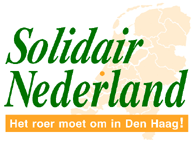 Solidair
Nederland
Het roer moet om in Den Haag!